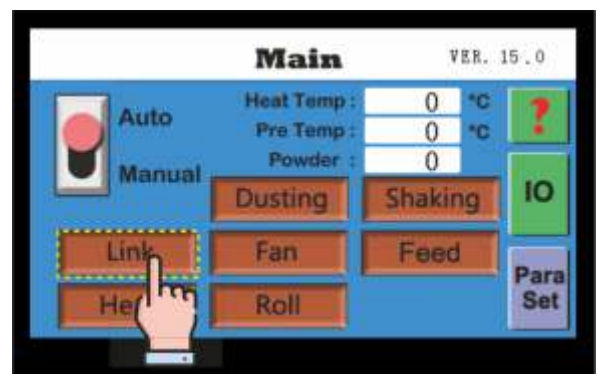 Main VER. 15.0
Auto
Manual
Heat Temp : 0 °C
Pre Temp : 0 °C
Powder : 0
?
IO
Dusting Shaking
Link Fan Feed
Roll
Para
Set